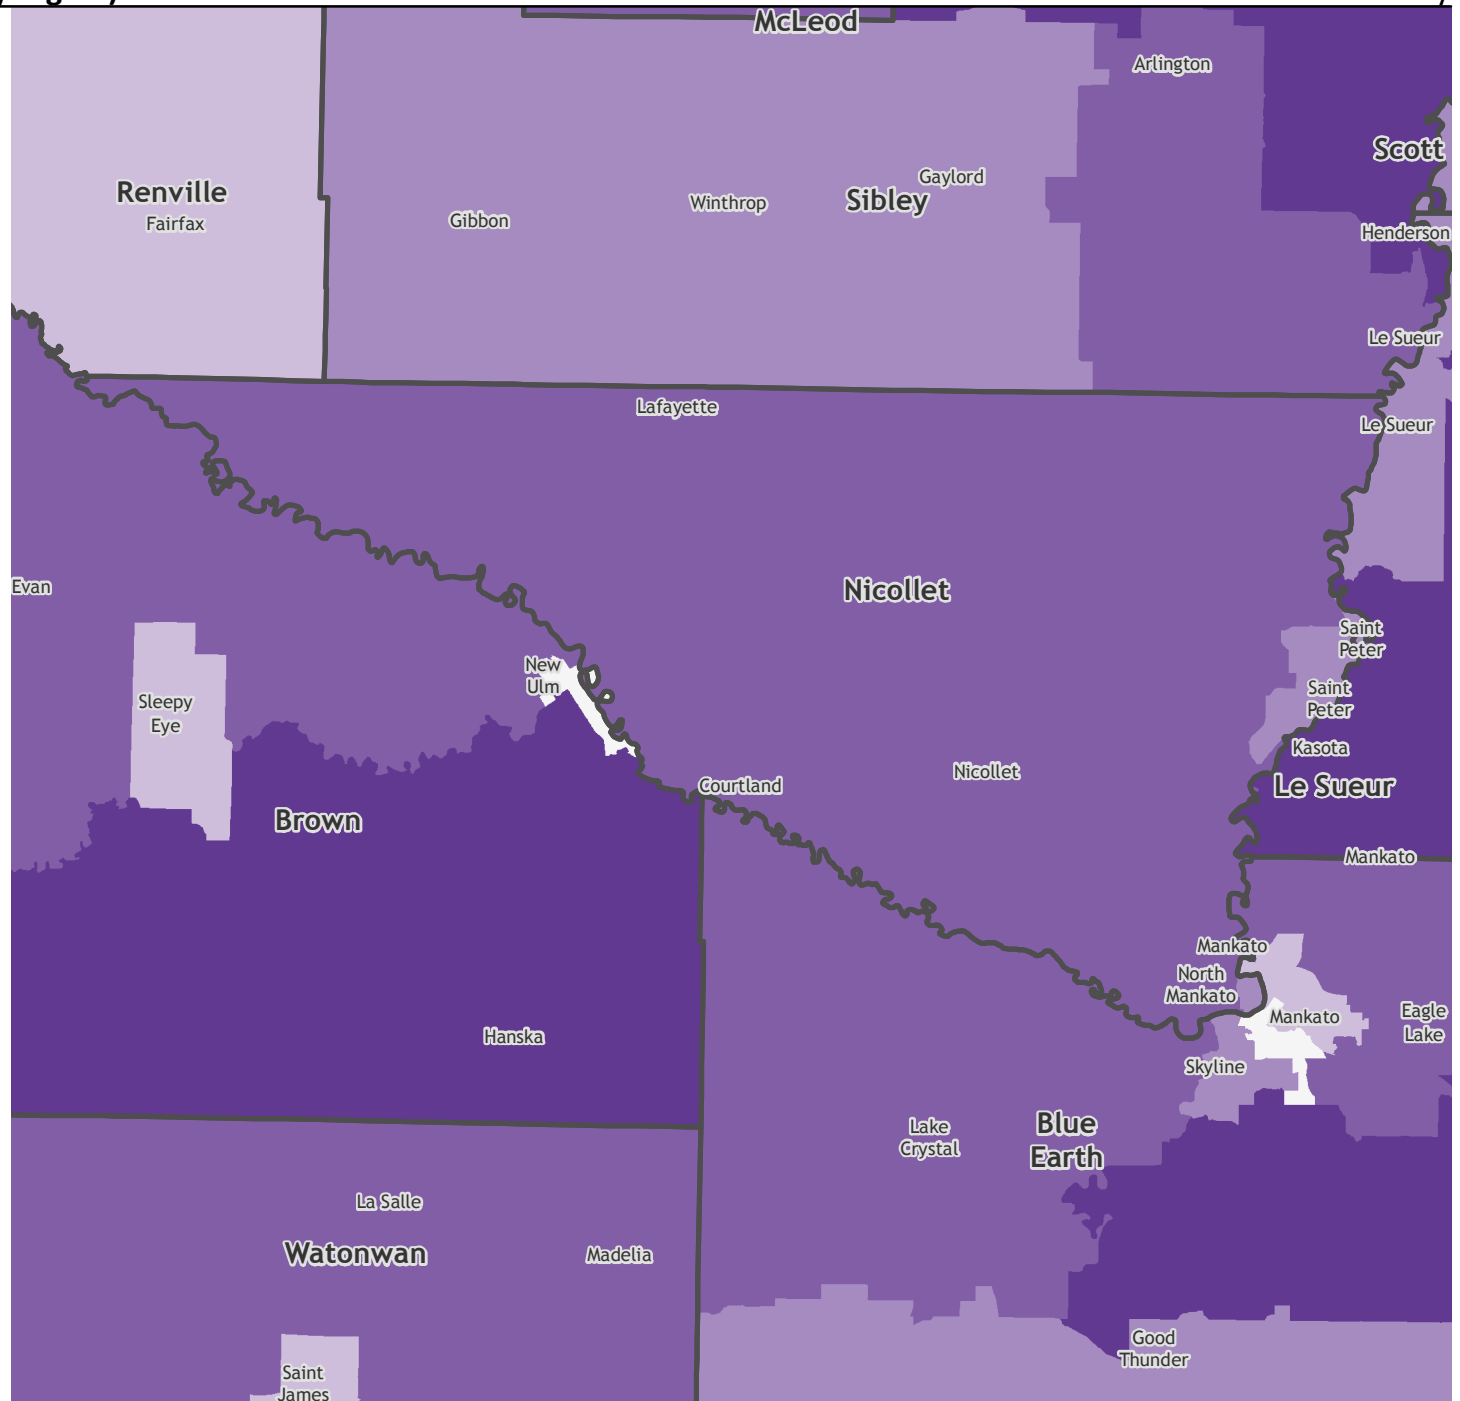 McLeod
Arlington
Scott
Renville
Fairfax
Gaylord
Sibley
Winthrop
Gibbon
Henderson
Le Sueur
Lafayette
Le Sueur
Evan
Nicollet
Saint
Peter
New
Ulm
Saint
Peter
Sleepy
Eye
Kasota
Nicollet
Courtland
Le Sueur
Brown
Mankato
Mankato
North
Mankato
Mankato
Eagle
Lake
Hanska
Skyline
Lake
Crystal
Blue
Earth
La Salle
Watonwan
Madelia
Good
Thunder
Saint
James